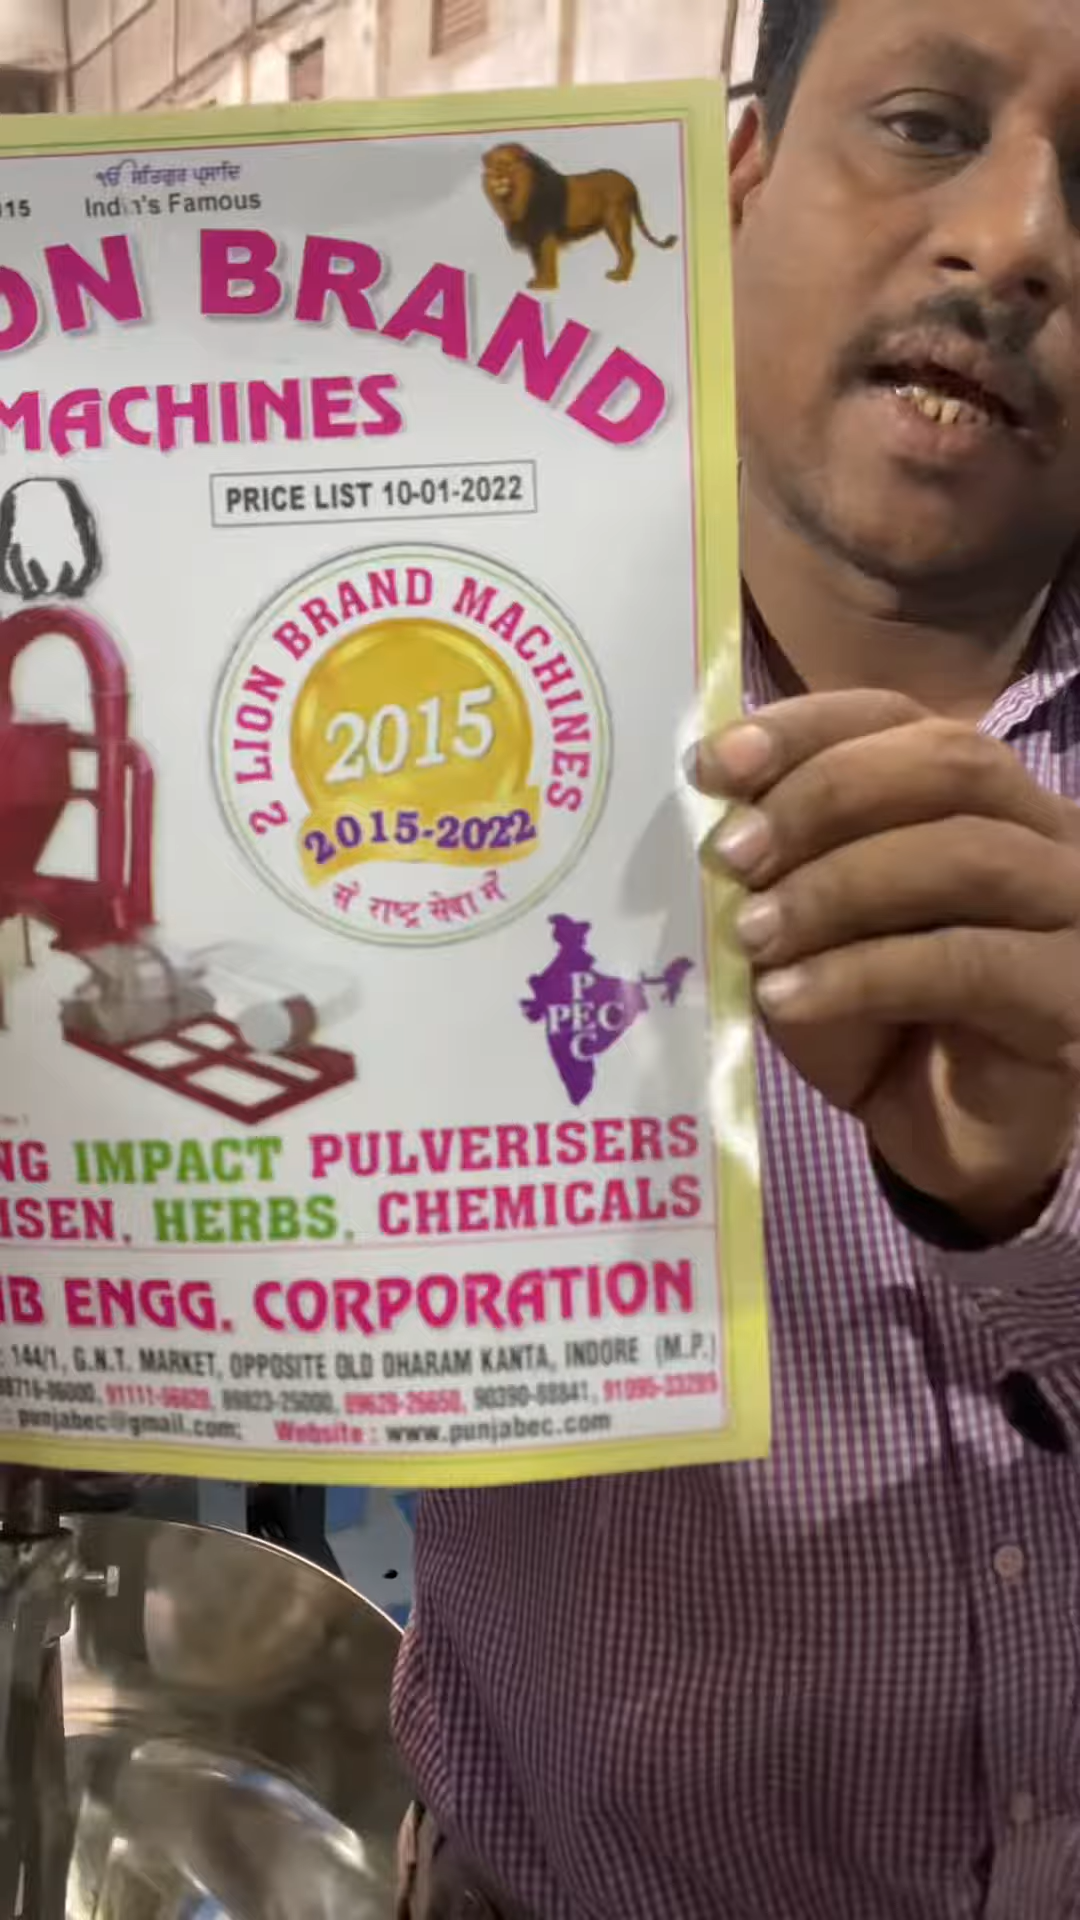 ੴ ਸਤਿਗੁਰ ਪ੍ਰਸਾਦਿ
015 India's Famous
ON BRAND
MACHINES
PRICE LIST 10-01-2022
2 LION BRAND MACHINES
2015
2015-2022
से राष्ट्र सेवा में
P
PEC
C
NG IMPACT PULVERISERS
ISEN, HERBS, CHEMICALS
IB ENGG. CORPORATION
: 144/1, G.N.T. MARKET, OPPOSITE OLD DHARAM KANTA, INDORE (M.P.)
: punjabec@gmail.com; Website : www.punjabec.com